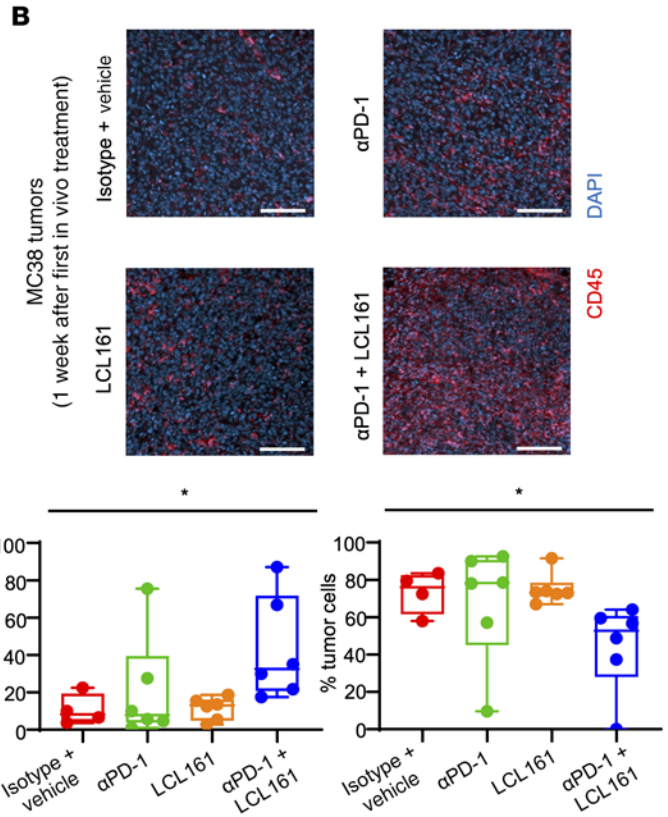 B
MC38 tumors
(1 week after first in vivo treatment)
Isotype + vehicle
αPD-1
DAPI
LCL161
αPD-1 + LCL161
CD45
*
*
00
80
60
40
20
0
Isotype +
vehicle
αPD-1
LCL161
αPD-1 +
LCL161
% tumor cells
100
80
60
40
20
0
Isotype +
vehicle
αPD-1
LCL161
αPD-1 +
LCL161